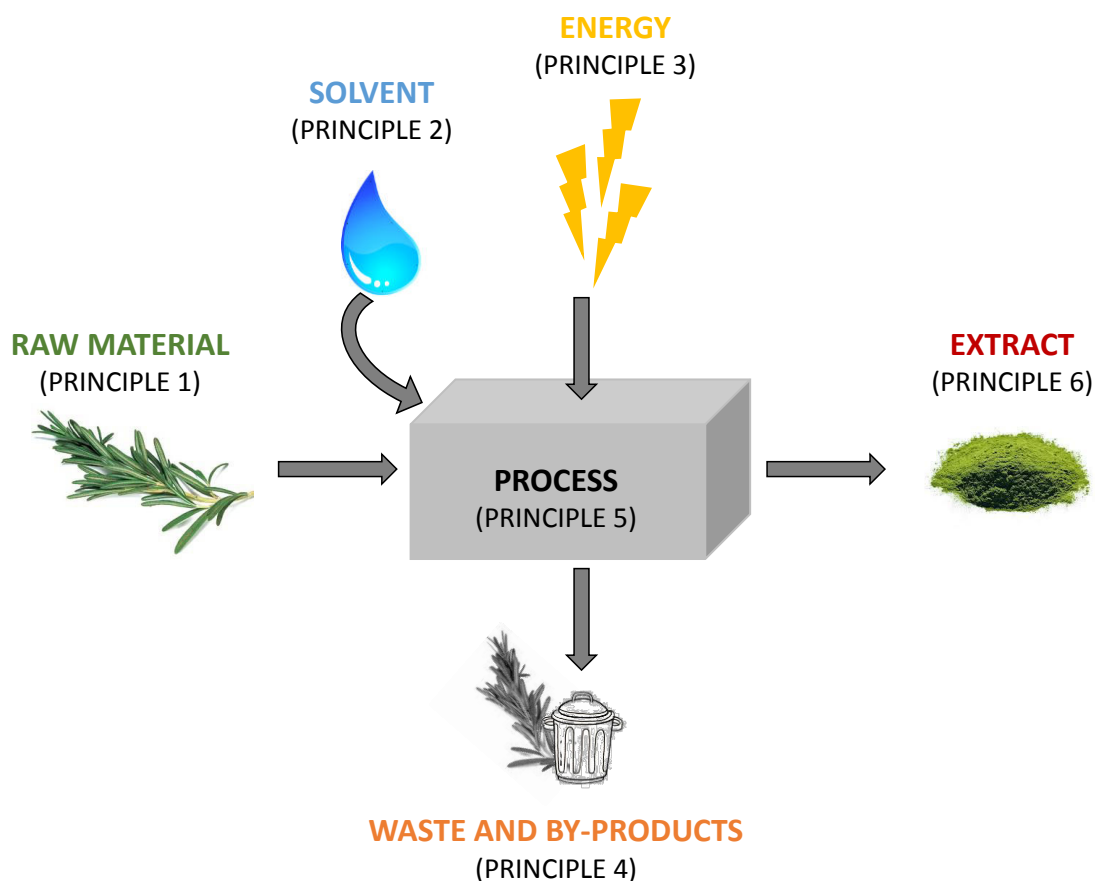 ENERGY
(PRINCIPLE 3)
SOLVENT
(PRINCIPLE 2)
RAW MATERIAL
(PRINCIPLE 1)
EXTRACT
(PRINCIPLE 6)
PROCESS
(PRINCIPLE 5)
WASTE AND BY-PRODUCTS
(PRINCIPLE 4)